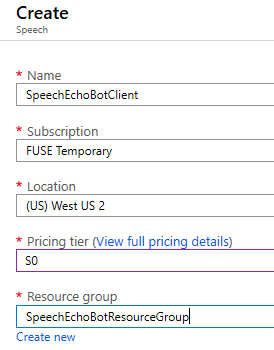 Create
Speech
* Name
SpeechEchoBotClient
* Subscription
FUSE Temporary
* Location
(US) West US 2
* Pricing tier (View full pricing details)
S0
* Resource group
SpeechEchoBotResourceGroup
Create new